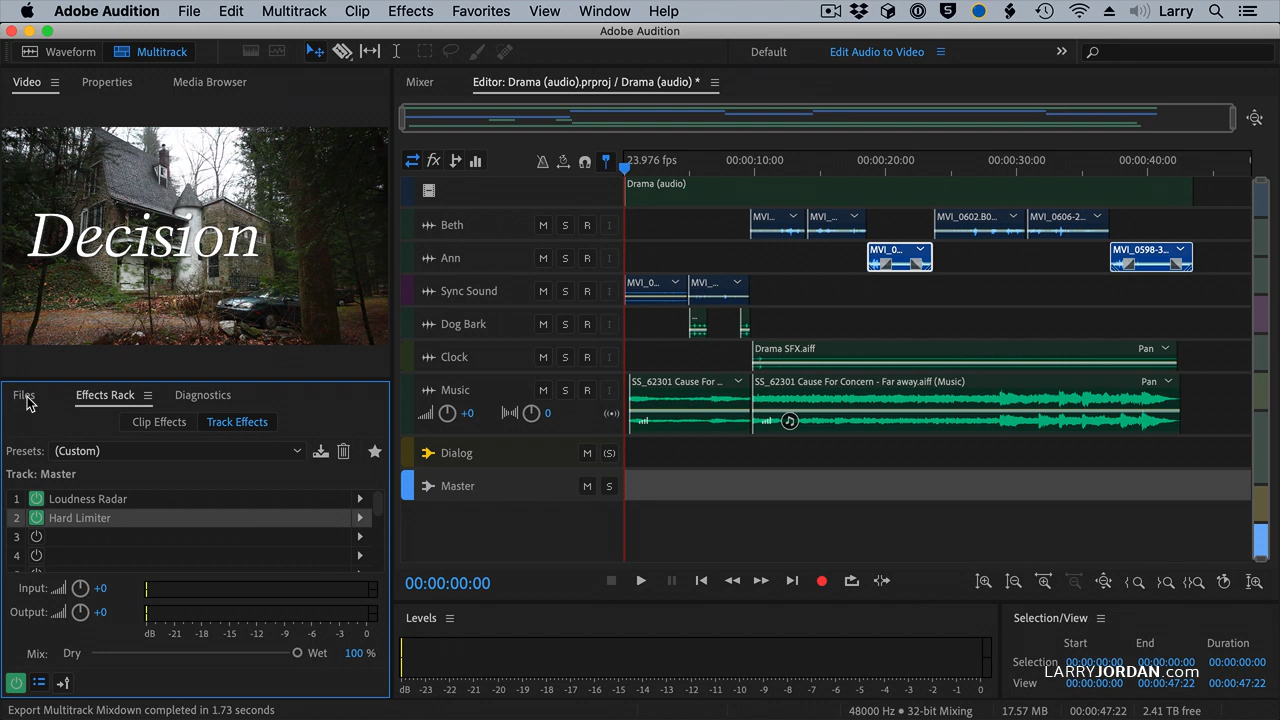 Adobe Audition File Edit Multitrack Clip Effects Favorites View Window Help Larry
Adobe Audition
Waveform Multitrack Default Edit Audio to Video
Video Properties Media Browser
Decision
Files Effects Rack Diagnostics
Clip Effects Track Effects
Presets: (Custom)
Track: Master
1 Loudness Radar
2 Hard Limiter
3
4
Input: +0
Output: +0
dB -21 -18 -15 -12 -9 -6 -3 0
Mix: Dry Wet 100 %
Mixer Editor: Drama (audio).prproj / Drama (audio) *
fx 23.976 fps 00:00:10:00 00:00:20:00 00:00:30:00 00:00:40:00
Drama (audio)
Beth M S R I MVI... MVI_... MVI_0602.B0... MVI_0606-2...
Ann M S R I MVI_0... MVI_0598-3...
Sync Sound M S R I MVI_0... MVI_...
Dog Bark M S R I ...
Clock M S R I Drama SFX.aiff Pan
Music M S R I SS_62301 Cause For ... SS_62301 Cause For Concern - Far away.aiff (Music) Pan
+0 0
Dialog M (S)
Master M S
00:00:00:00
Levels
dB -23 -22 -21 -20 -19 -18 -17 -16 -15 -14 -13 -12 -11 -10 -9 -8 -7 -6 -5 -4 -3 -2 -1 0
Selection/View
Start End Duration
Selection 00:00:00:00 00:00:00:00 00:00:00:00
View 00:00:00:00 00:00:47:22 00:00:47:22
LARRYJORDAN.com
Export Multitrack Mixdown completed in 1.73 seconds
48000 Hz • 32-bit Mixing 17.57 MB 00:00:47:22 2.41 TB free